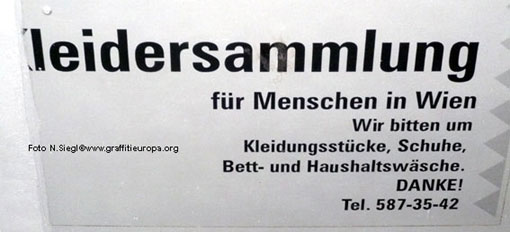 Kleidersammlung
für Menschen in Wien
Wir bitten um
Kleidungsstücke, Schuhe,
Bett- und Haushaltswäsche.
DANKE!
Tel. 587-35-42
Foto N.Siegl©www.graffitieuropa.org